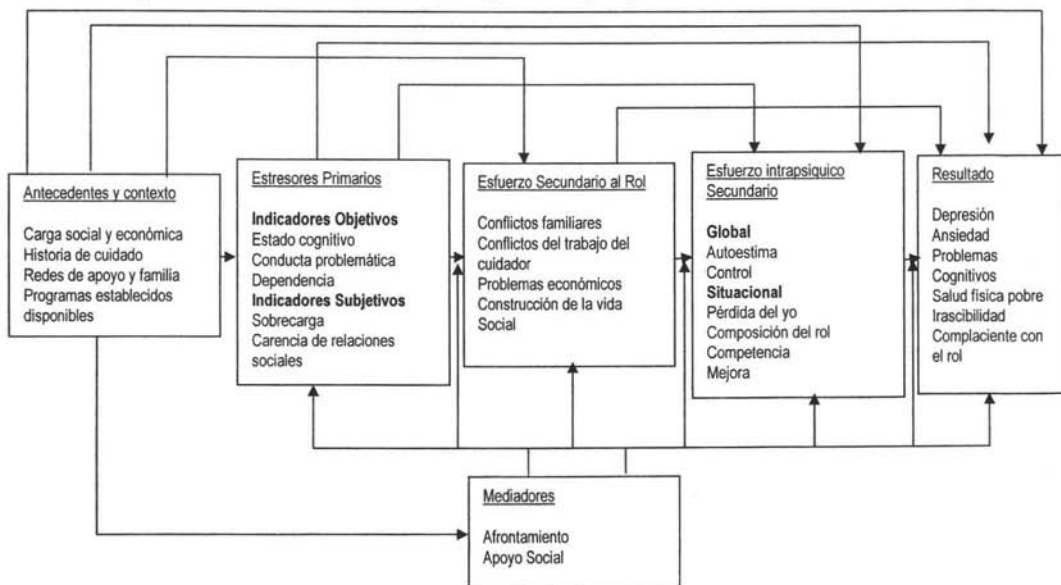 Antecedentes y contexto
Carga social y económica
Historia de cuidado
Redes de apoyo y familia
Programas establecidos
disponibles
Estresores Primarios
Indicadores Objetivos
Estado cognitivo
Conducta problemática
Dependencia
Indicadores Subjetivos
Sobrecarga
Carencia de relaciones
sociales
Esfuerzo Secundario al Rol
Conflictos familiares
Conflictos del trabajo del
cuidador
Problemas económicos
Construcción de la vida
Social
Esfuerzo intrapsiquico
Secundario
Global
Autoestima
Control
Situacional
Pérdida del yo
Composición del rol
Competencia
Mejora
Resultado
Depresión
Ansiedad
Problemas
Cognitivos
Salud física pobre
Irascibilidad
Complaciente con
el rol
Mediadores
Afrontamiento
Apoyo Social